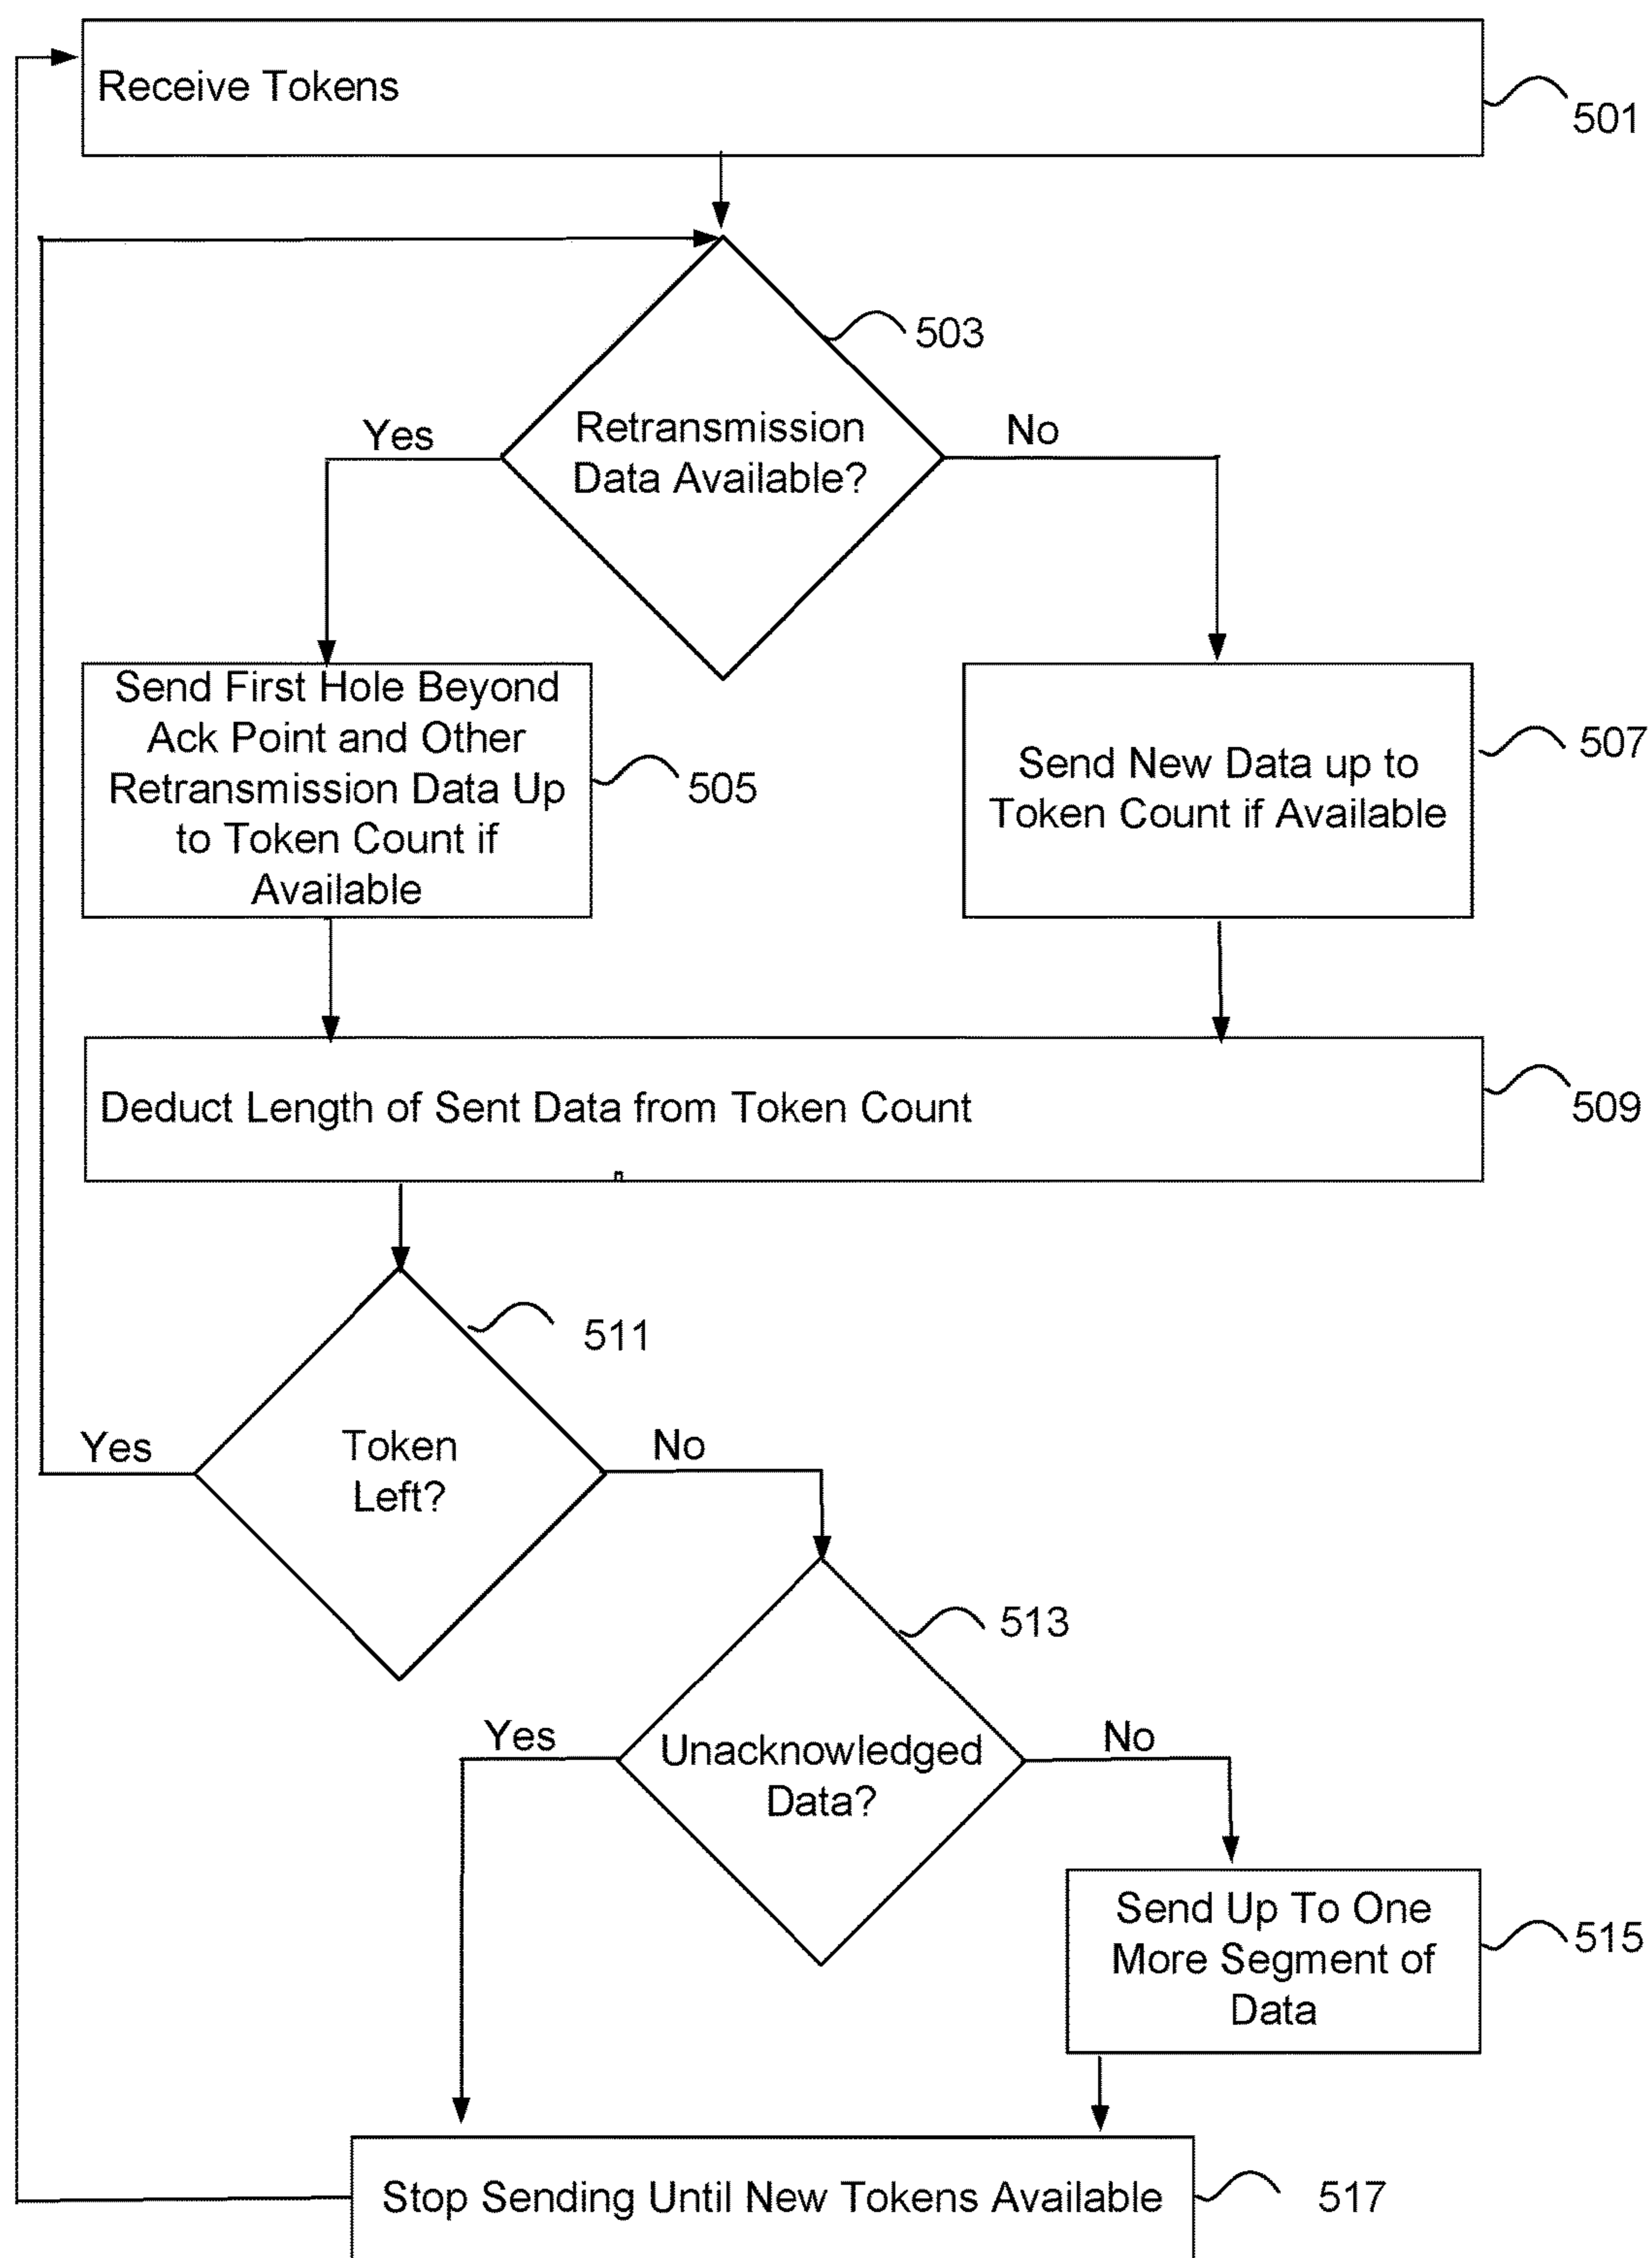 Receive Tokens
501
503
Yes
Retransmission
Data Available?
No
Send First Hole Beyond
Ack Point and Other
Retransmission Data Up
to Token Count if
Available
505
Send New Data up to
Token Count if Available
507
Deduct Length of Sent Data from Token Count
509
511
Yes
Token
Left?
No
513
Yes
Unacknowledged
Data?
No
Send Up To One
More Segment of
Data
515
Stop Sending Until New Tokens Available
517